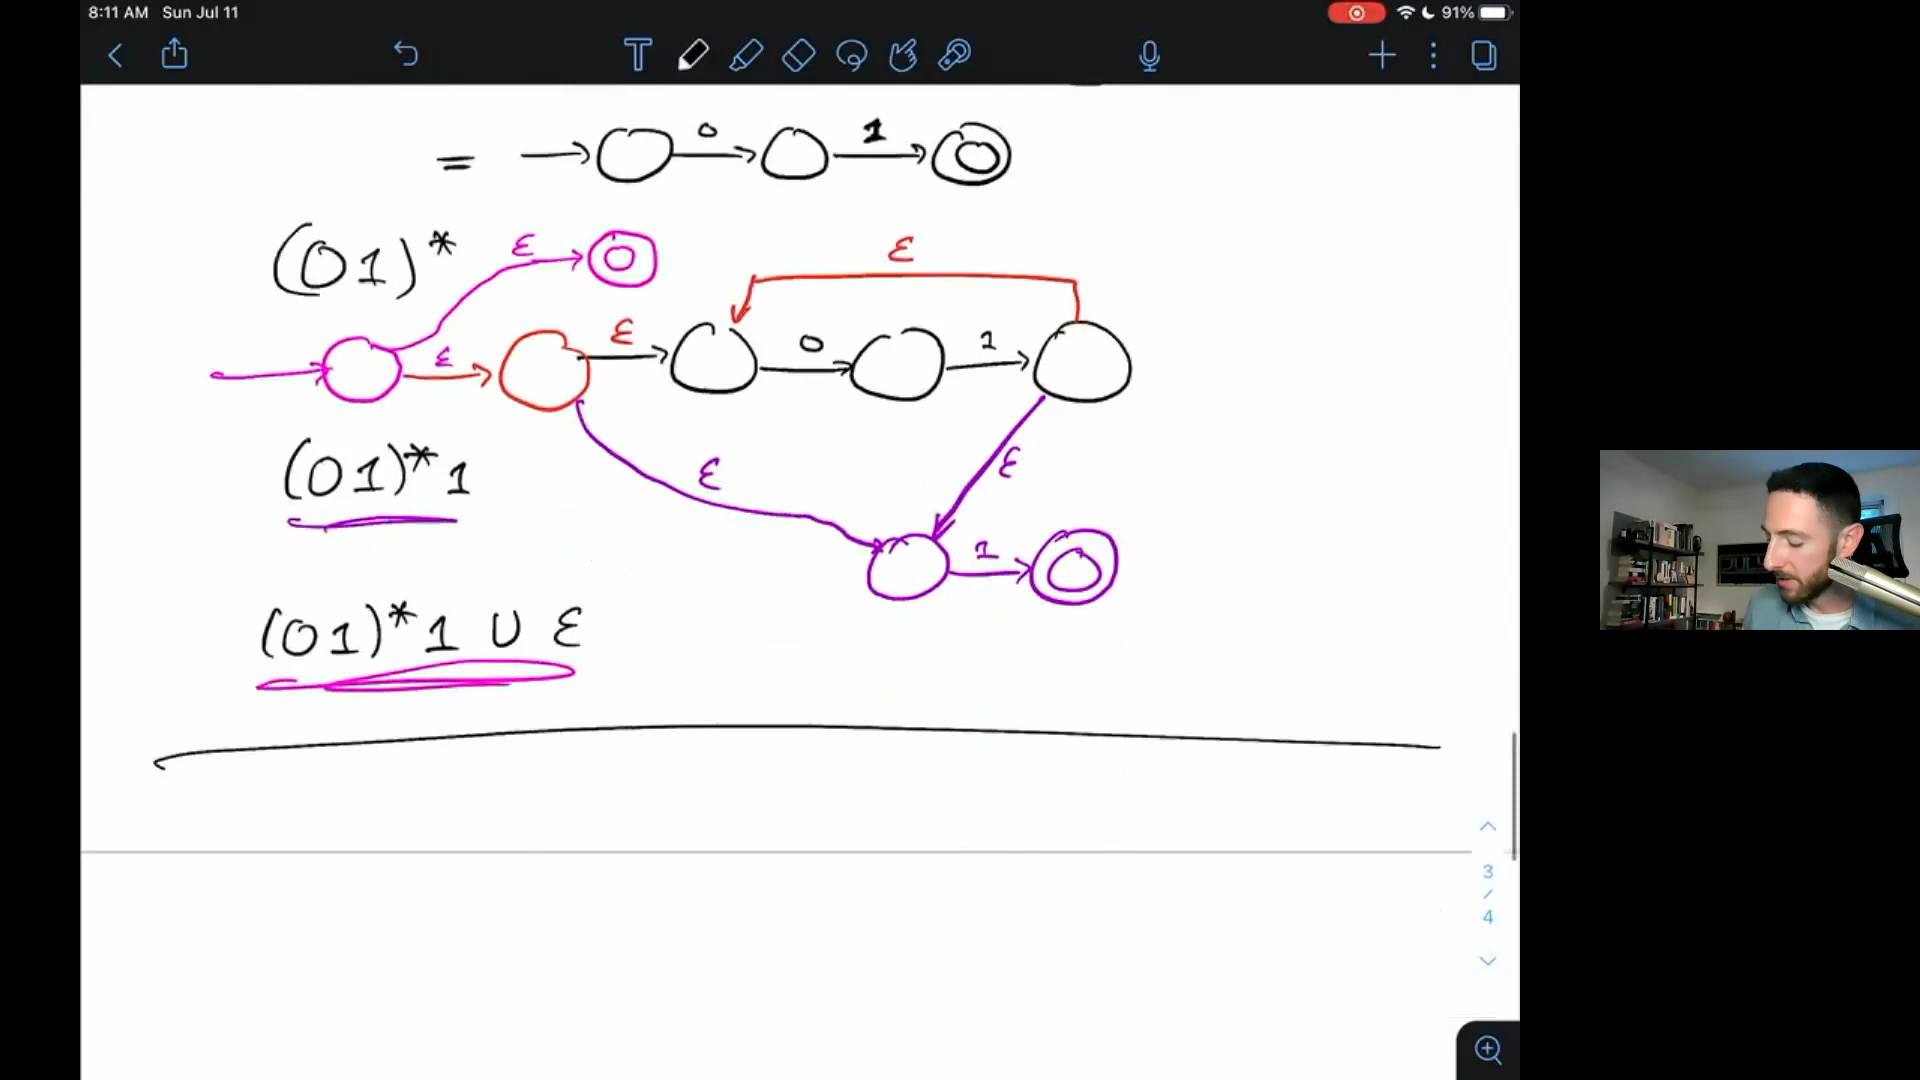 8:11 AM Sun Jul 11 91%
T
= 0 1
(01)* ε ε
ε ε 0 1
(01)*1 ε ε
1
(01)*1 ∪ ε
3
/
4